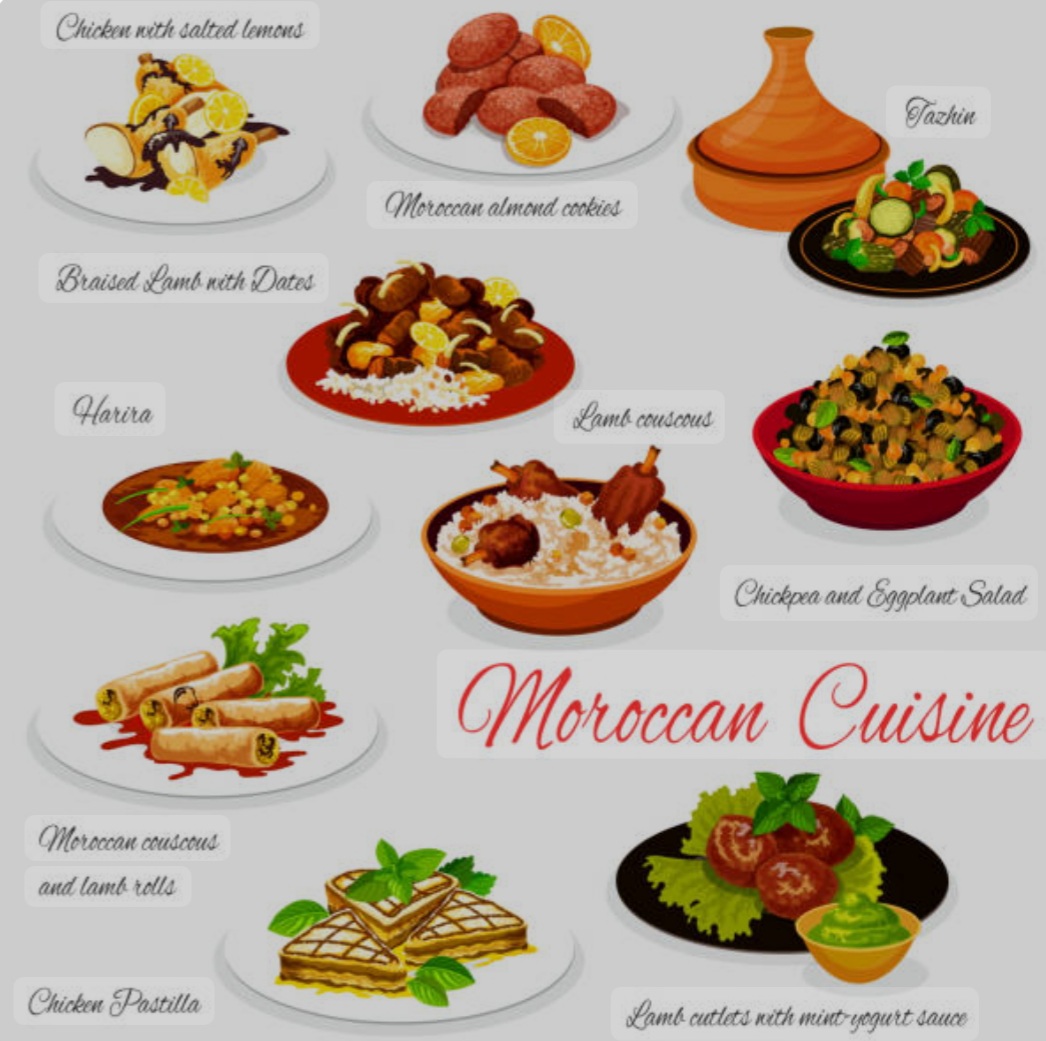 Chicken with salted lemons
Moroccan almond cookies
Tazhin
Braised Lamb with Dates
Harira
Lamb couscous
Chickpea and Eggplant Salad
Moroccan Cuisine
Moroccan couscous
and lamb rolls
Chicken Pastilla
Lamb cutlets with mint-yogurt sauce